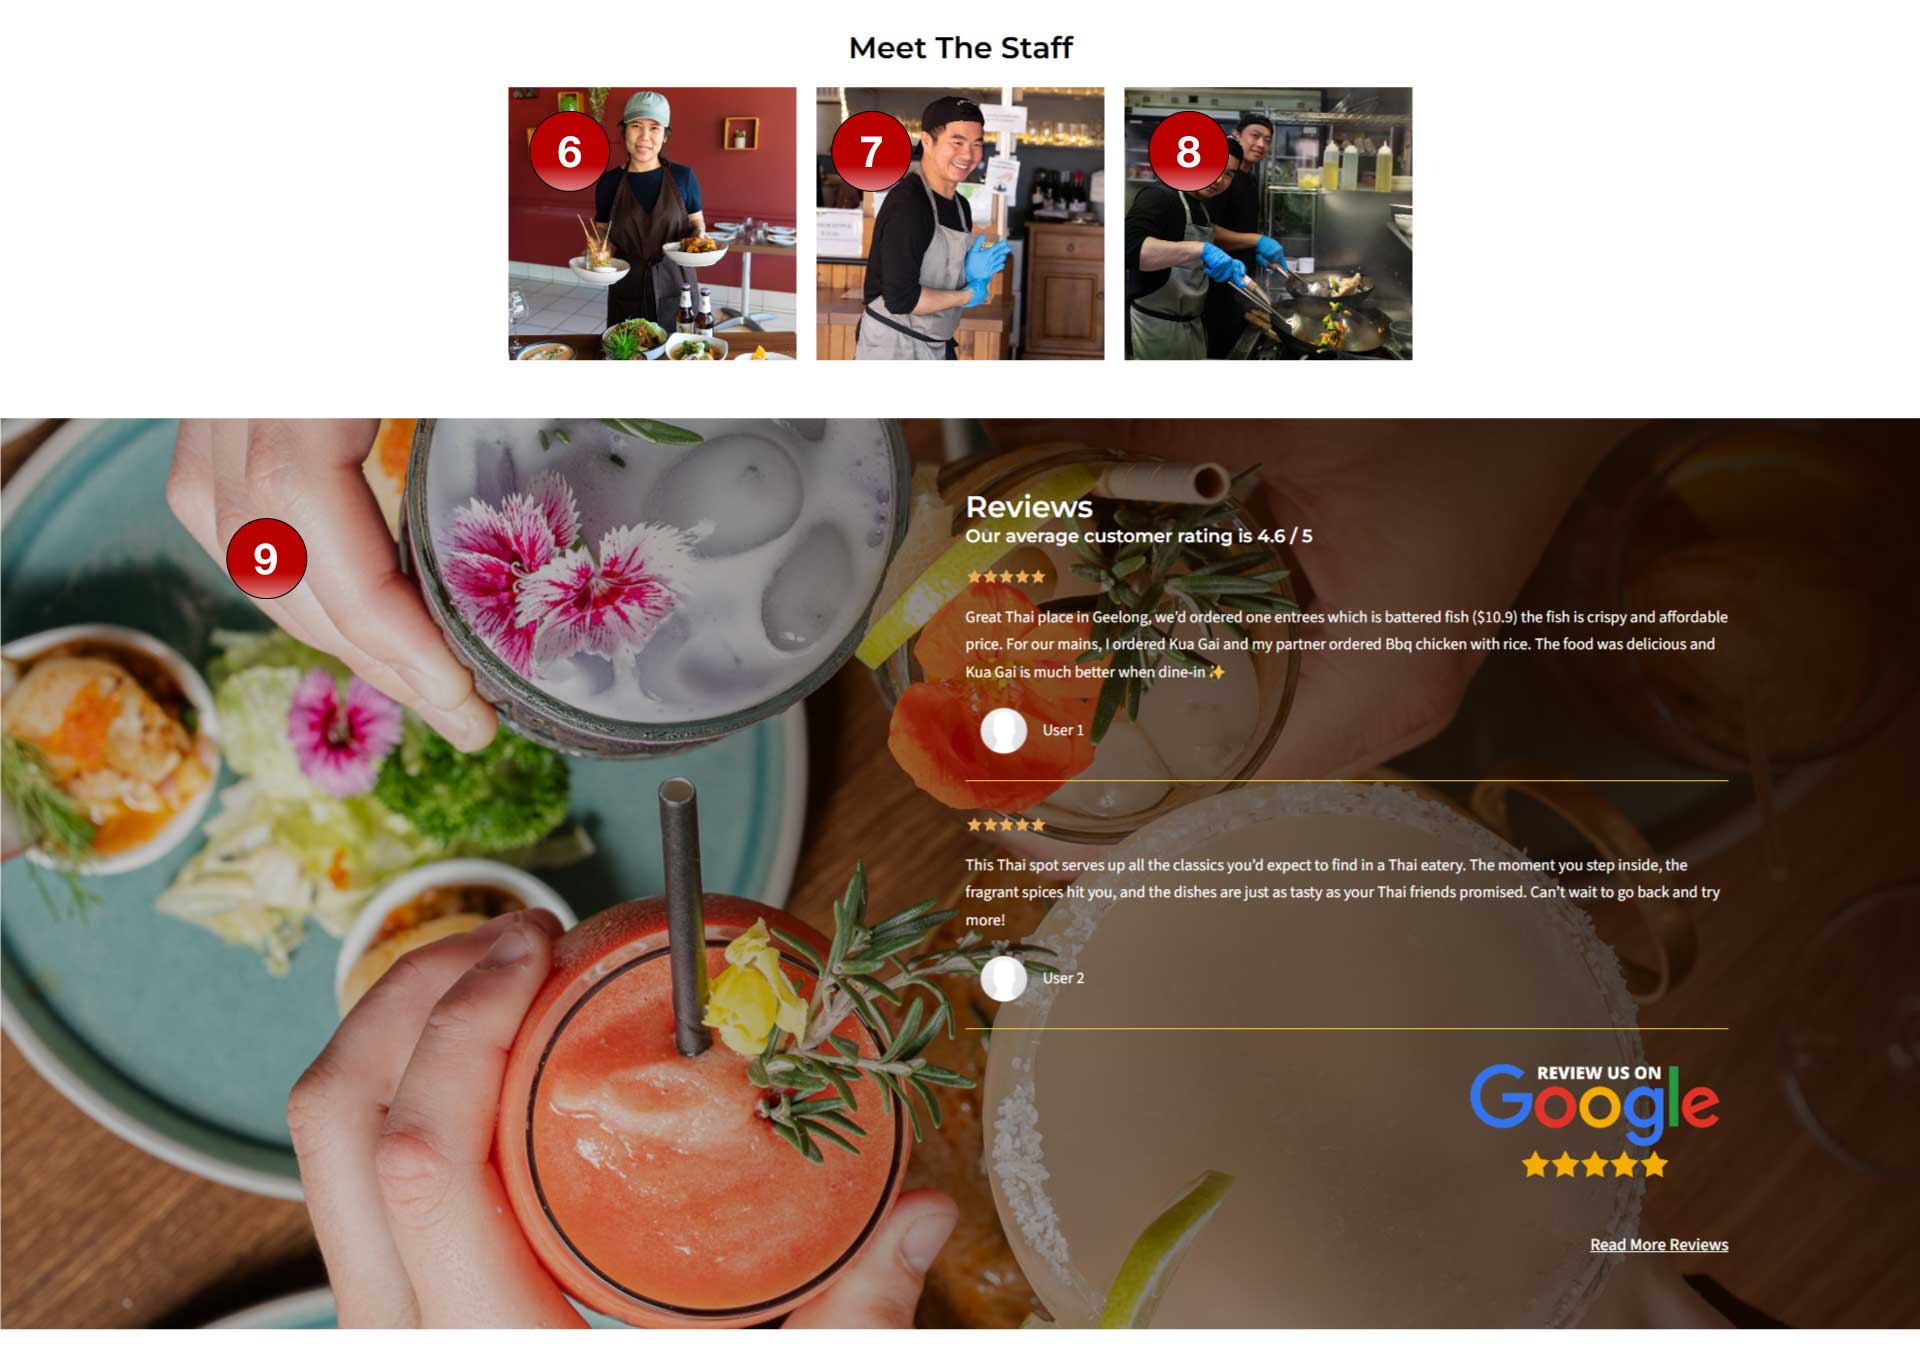 Meet The Staff
6
7
8
9
Reviews
Our average customer rating is 4.6 / 5
Great Thai place in Geelong, we'd ordered one entrees which is battered fish ($10.9) the fish is crispy and affordable
price. For our mains, I ordered Kua Gai and my partner ordered Bbq chicken with rice. The food was delicious and
Kua Gai is much better when dine-in ✨
User 1
This Thai spot serves up all the classics you'd expect to find in a Thai eatery. The moment you step inside, the
fragrant spices hit you, and the dishes are just as tasty as your Thai friends promised. Can't wait to go back and try
more!
User 2
REVIEW US ON
Google
Read More Reviews